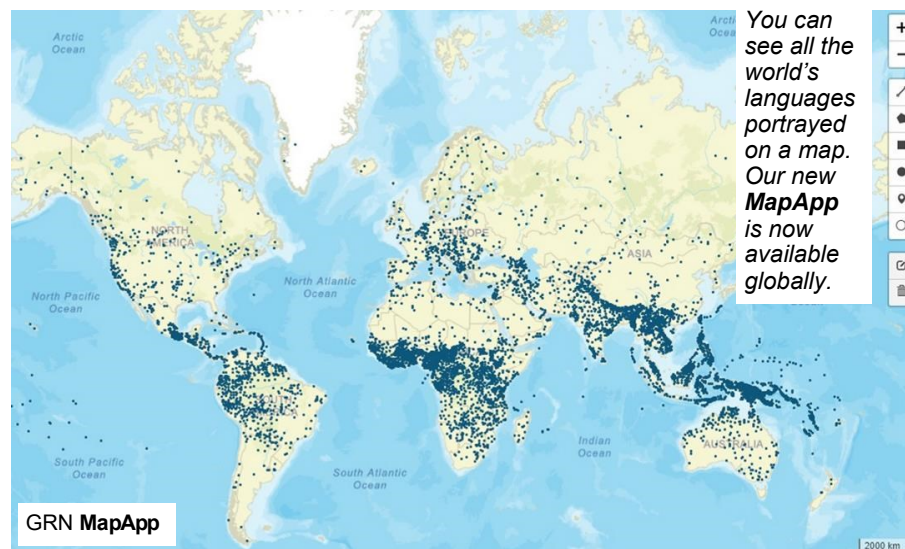 Arctic
Ocean
NORTH
AMERICA
North Pacific
Ocean
North Atlantic
Ocean
EUROPE
ASIA
South Pacific
Ocean
South Atlantic
Ocean
Indian
Ocean
AUSTRALIA
You can
see all the
world’s
languages
portrayed
on a map.
Our new
MapApp
is now
available
globally.
GRN MapApp
2000 km